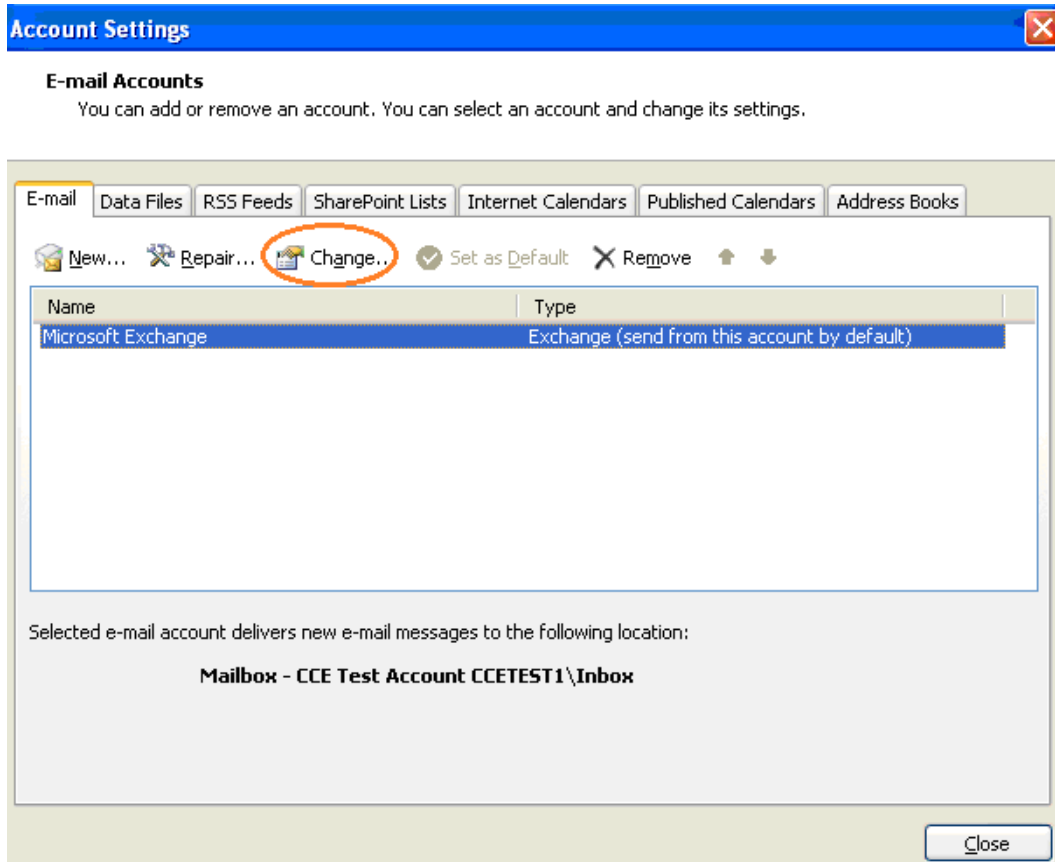 Account Settings
E-mail Accounts
You can add or remove an account. You can select an account and change its settings.
E-mail Data Files RSS Feeds SharePoint Lists Internet Calendars Published Calendars Address Books
New... Repair... Change... Set as Default Remove
Name Type
Microsoft Exchange Exchange (send from this account by default)
Selected e-mail account delivers new e-mail messages to the following location:
Mailbox - CCE Test Account CCETEST1\Inbox
Close